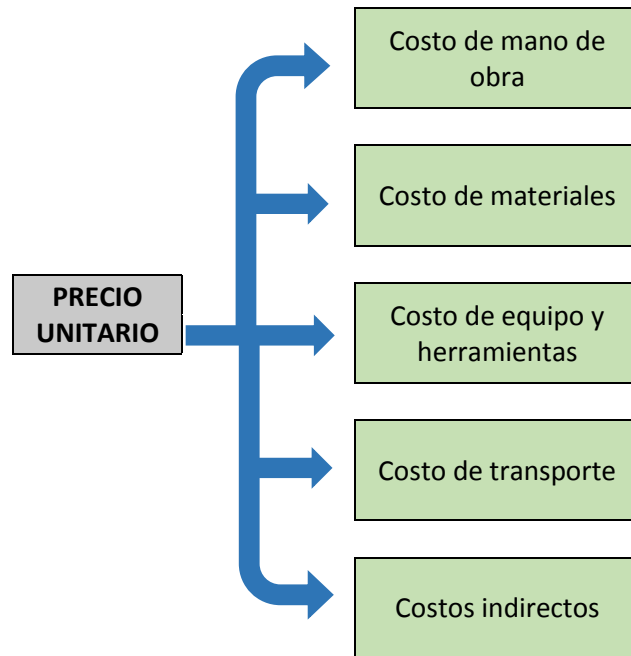 Costo de mano de
obra
Costo de materiales
PRECIO
UNITARIO
Costo de equipo y
herramientas
Costo de transporte
Costos indirectos